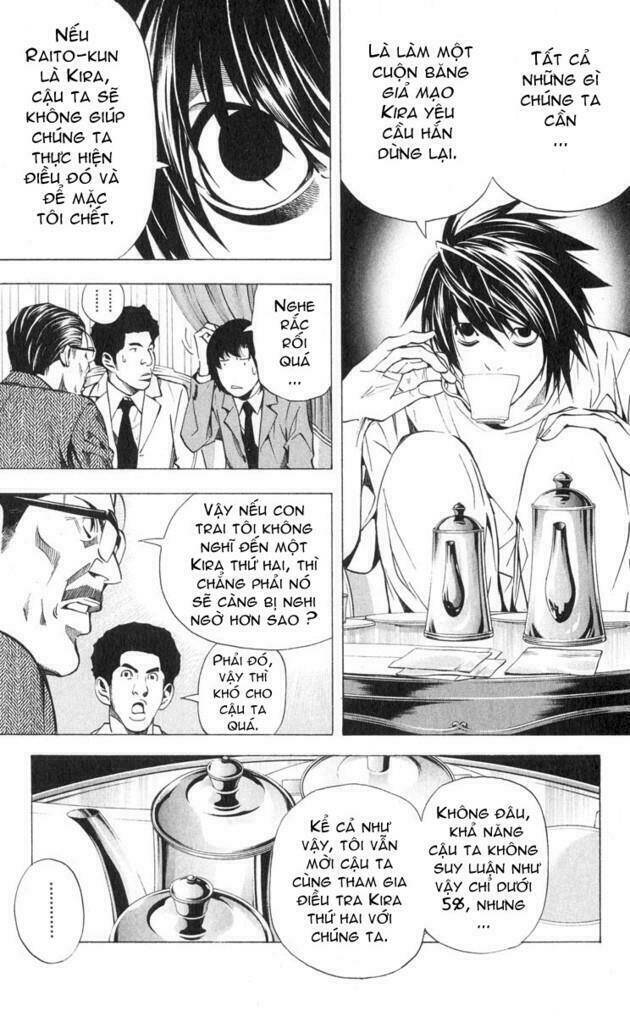 TẤT CẢ
NHỮNG GÌ
CHÚNG TA
CẦN
...
LÀ LÀM MỘT
CUỘN BĂNG
GIẢ MẠO
KIRA YÊU
CẦU HẮN
DỪNG LẠI.
NẾU
RAITO-KUN
LÀ KIRA,
CẬU TA SẼ
KHÔNG GIÚP
CHÚNG TA
THỰC HIỆN
ĐIỀU ĐÓ VÀ
ĐỂ MẶC
TÔI CHẾT.
NGHE
RẮC
RỐI
QUÁ
...
......
VẬY NẾU CON
TRAI TÔI KHÔNG
NGHĨ ĐẾN MỘT
KIRA THỨ HAI, THÌ
CHẲNG PHẢI NÓ
SẼ CÀNG BỊ NGHI
NGỜ HƠN SAO ?
PHẢI ĐÓ,
VẬY THÌ
KHÓ CHO
CẬU TA
QUÁ.
KHÔNG ĐÂU,
KHẢ NĂNG
CẬU TA KHÔNG
SUY LUẬN NHƯ
VẬY CHỈ DƯỚI
5%, NHƯNG
...
KỂ CẢ NHƯ
VẬY, TÔI VẪN
MỜI CẬU TA
CÙNG THAM GIA
ĐIỀU TRA KIRA
THỨ HAI VỚI
CHÚNG TA.
.........